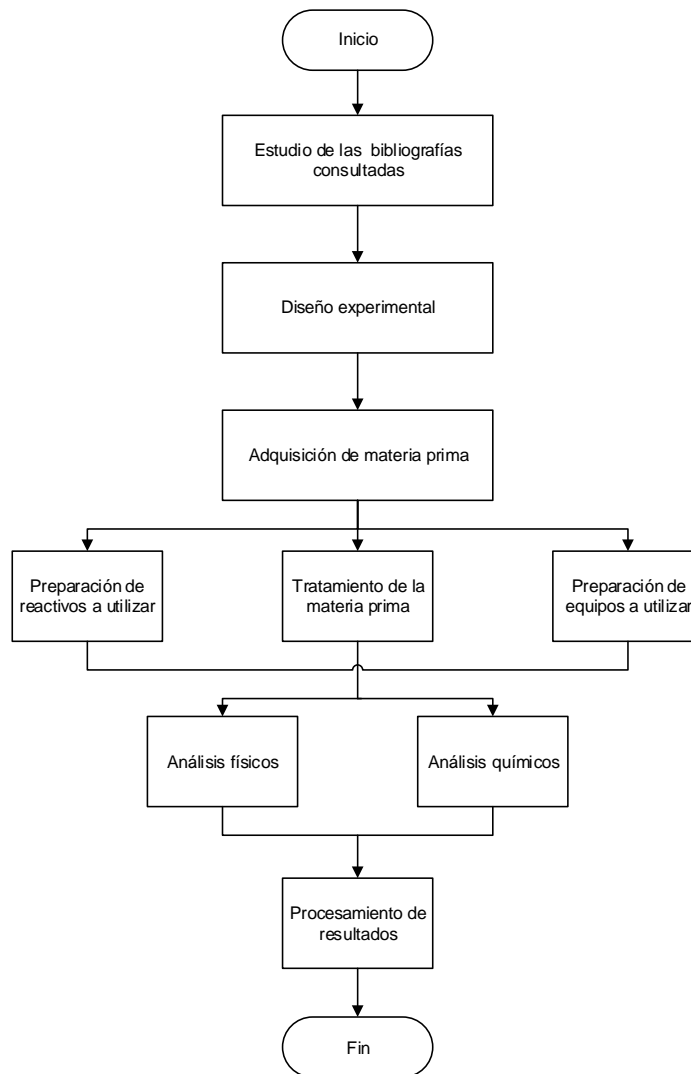 Inicio
Estudio de las bibliografías
consultadas
Diseño experimental
Adquisición de materia prima
Preparación de
reactivos a utilizar
Tratamiento de la
materia prima
Preparación de
equipos a utilizar
Análisis físicos
Análisis químicos
Procesamiento de
resultados
Fin